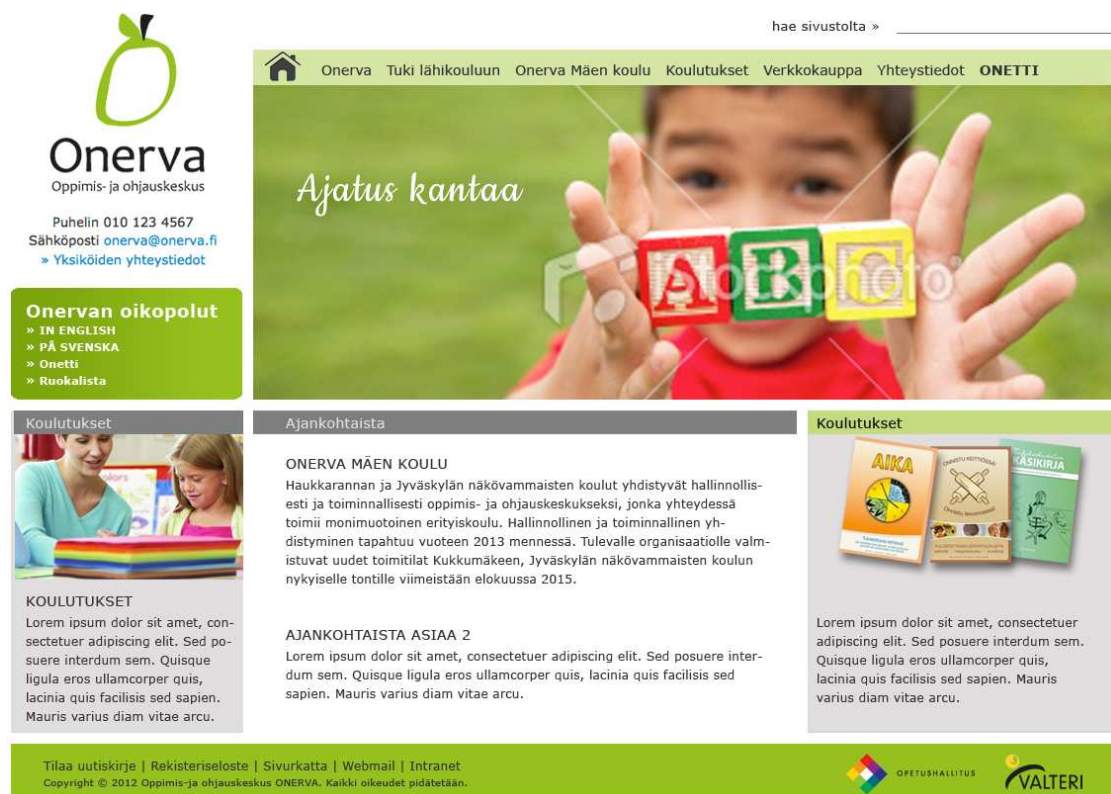 hae sivustolta »
Onerva Tuki lähikouluun Onerva Mäen koulu Koulutukset Verkkokauppa Yhteystiedot ONETTI
Onerva
Oppimis- ja ohjauskeskus
Puhelin 010 123 4567
Sähköposti onerva@onerva.fi
» Yksiköiden yhteystiedot
Onervan oikopolut
» IN ENGLISH
» PÅ SVENSKA
» Onetti
» Ruokalista
Ajatus kantaa
ABC
iStockphoto
Koulutukset
KOULUTUKSET
Lorem ipsum dolor sit amet, con-
sectetuer adipiscing elit. Sed po-
suere interdum sem. Quisque
ligula eros ullamcorper quis,
lacinia quis facilisis sed sapien.
Mauris varius diam vitae arcu.
Ajankohtaista
ONERVA MÄEN KOULU
Haukkarannan ja Jyväskylän näkövammaisten koulut yhdistyvät hallinnollis-
esti ja toiminnallisesti oppimis- ja ohjauskeskukseksi, jonka yhteydessä
toimii monimuotoinen erityiskoulu. Hallinnollinen ja toiminnallinen yh-
distyminen tapahtuu vuoteen 2013 mennessä. Tulevalle organisaatiolle valm-
istuvat uudet toimitilat Kukkumäkeen, Jyväskylän näkövammaisten koulun
nykyiselle tontille viimeistään elokuussa 2015.
AJANKOHTAISTA ASIAA 2
Lorem ipsum dolor sit amet, consectetuer adipiscing elit. Sed posuere inter-
dum sem. Quisque ligula eros ullamcorper quis, lacinia quis facilisis sed
sapien. Mauris varius diam vitae arcu.
Koulutukset
AIKA
ONNISTU KEITTIÖSSÄ!
Onnistu leivonnassa!
KÄSIKIRJA
Lorem ipsum dolor sit amet, consectetuer
adipiscing elit. Sed posuere interdum sem.
Quisque ligula eros ullamcorper quis,
lacinia quis facilisis sed sapien. Mauris
varius diam vitae arcu.
Tilaa uutiskirje | Rekisteriseloste | Sivurkatta | Webmail | Intranet
Copyright © 2012 Oppimis-ja ohjauskeskus ONERVA. Kaikki oikeudet pidätetään.
OPETUSHALLITUS
VALTERI